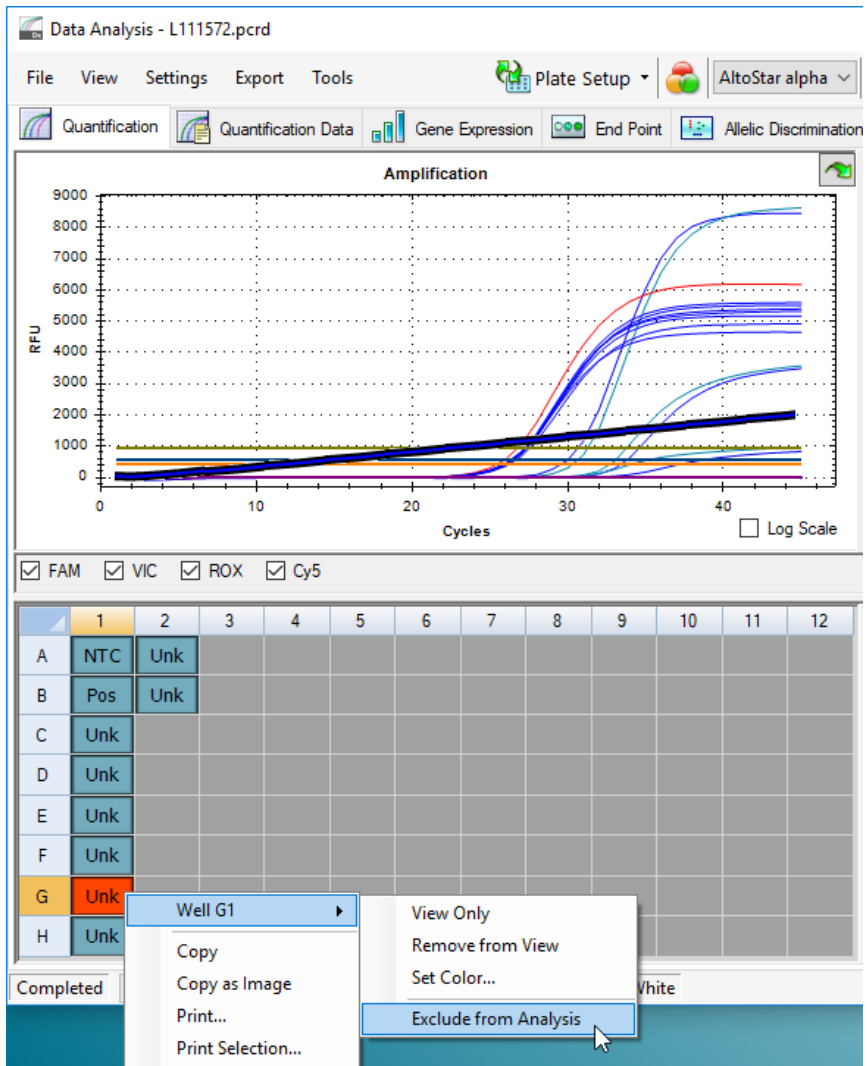 Data Analysis - L111572.pcrd
File View Settings Export Tools Plate Setup AltoStar alpha
Quantification Quantification Data Gene Expression End Point Allelic Discrimination
Amplification
9000
8000
7000
6000
5000
4000
3000
2000
1000
0
RFU
0 10 20 30 40
Cycles
Log Scale
FAM VIC ROX Cy5
1 2 3 4 5 6 7 8 9 10 11 12
A NTC Unk
B Pos Unk
C Unk
D Unk
E Unk
F Unk
G Unk
H Unk
Well G1
Copy
Copy as Image
Print...
Print Selection...
View Only
Remove from View
Set Color...
Exclude from Analysis
Completed